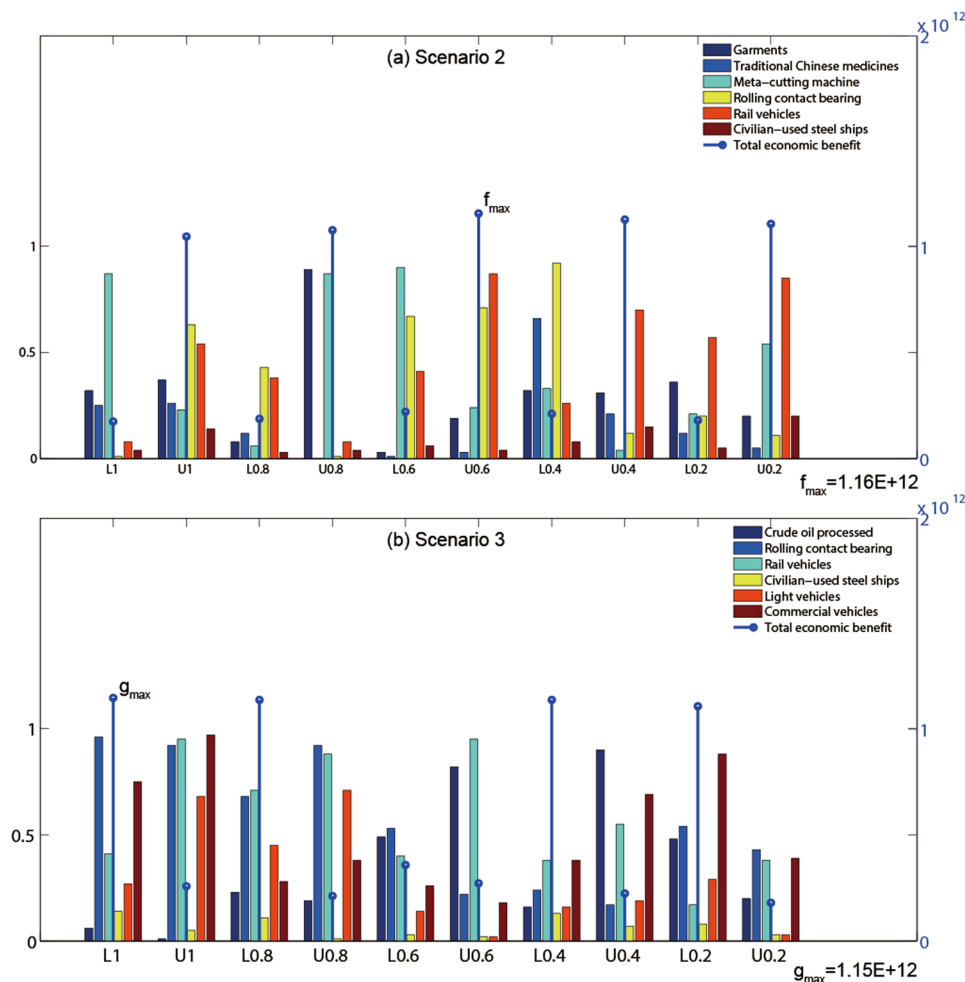 x 10 12
2
(a) Scenario 2
Garments
Traditional Chinese medicines
Meta-cutting machine
Rolling contact bearing
Rail vehicles
Civilian-used steel ships
Total economic benefit
fmax
1
1
0.5
0
0
L1 U1 L0.8 U0.8 L0.6 U0.6 L0.4 U0.4 L0.2 U0.2
fmax=1.16E+12
x 10 12
2
(b) Scenario 3
Crude oil processed
Rolling contact bearing
Rail vehicles
Civilian-used steel ships
Light vehicles
Commercial vehicles
Total economic benefit
gmax
1
1
0.5
0
0
L1 U1 L0.8 U0.8 L0.6 U0.6 L0.4 U0.4 L0.2 U0.2
gmax=1.15E+12